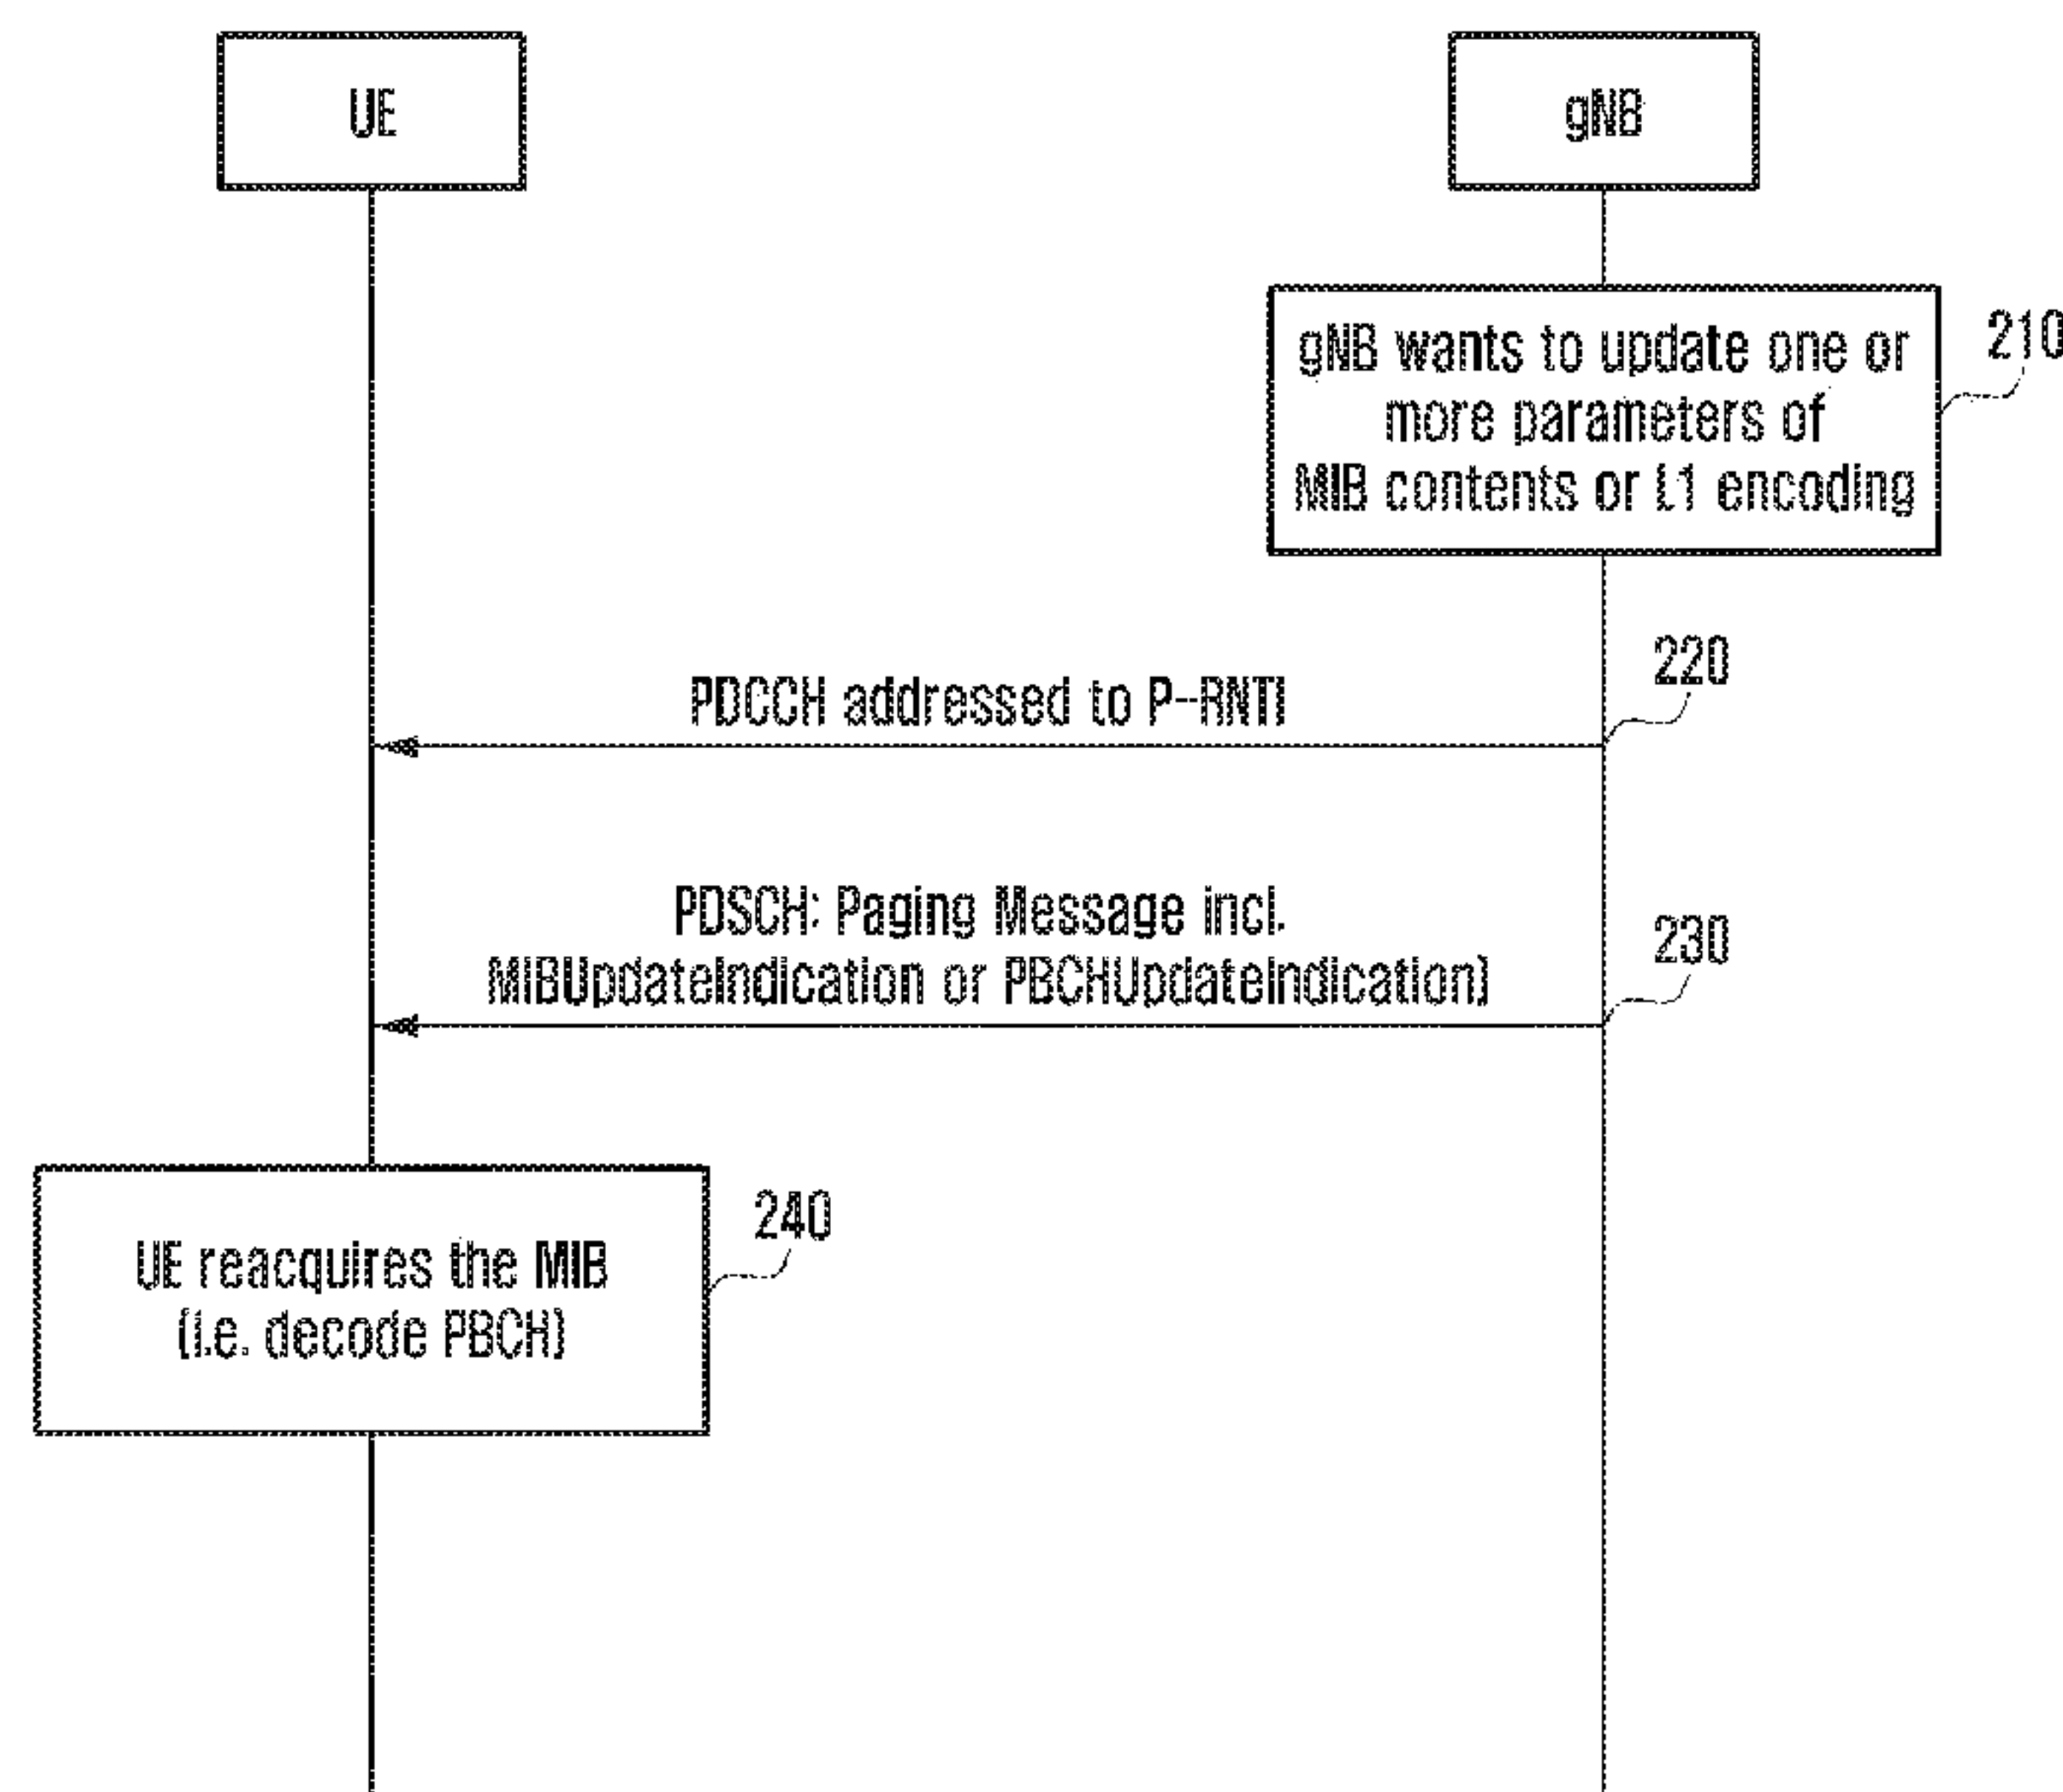 UE
gNB
gNB wants to update one or
more parameters of
MIB contents or L1 encoding
210
220
PDCCH addressed to P-RNTI
PDSCH: Paging Message incl.
MIBUpdateIndication or PBCHUpdateIndication)
230
UE reacquires the MIB
(i.e. decode PBCH)
240